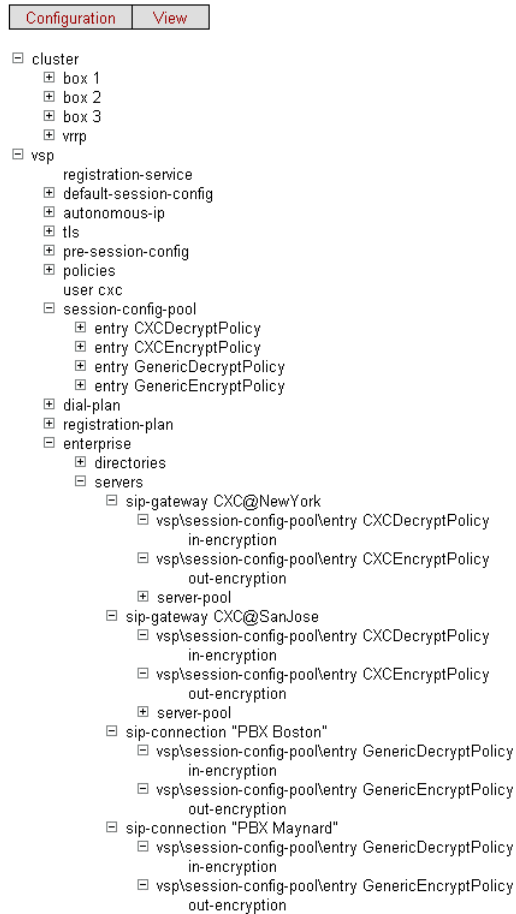 Configuration View
cluster
box 1
box 2
box 3
vrrp
vsp
registration-service
default-session-config
autonomous-ip
tls
pre-session-config
policies
user cxc
session-config-pool
entry CXCDecryptPolicy
entry CXCEncryptPolicy
entry GenericDecryptPolicy
entry GenericEncryptPolicy
dial-plan
registration-plan
enterprise
directories
servers
sip-gateway CXC@NewYork
vsp\session-config-pool\entry CXCDecryptPolicy
in-encryption
vsp\session-config-pool\entry CXCEncryptPolicy
out-encryption
server-pool
sip-gateway CXC@SanJose
vsp\session-config-pool\entry CXCDecryptPolicy
in-encryption
vsp\session-config-pool\entry CXCEncryptPolicy
out-encryption
server-pool
sip-connection "PBX Boston"
vsp\session-config-pool\entry GenericDecryptPolicy
in-encryption
vsp\session-config-pool\entry GenericEncryptPolicy
out-encryption
sip-connection "PBX Maynard"
vsp\session-config-pool\entry GenericDecryptPolicy
in-encryption
vsp\session-config-pool\entry GenericEncryptPolicy
out-encryption